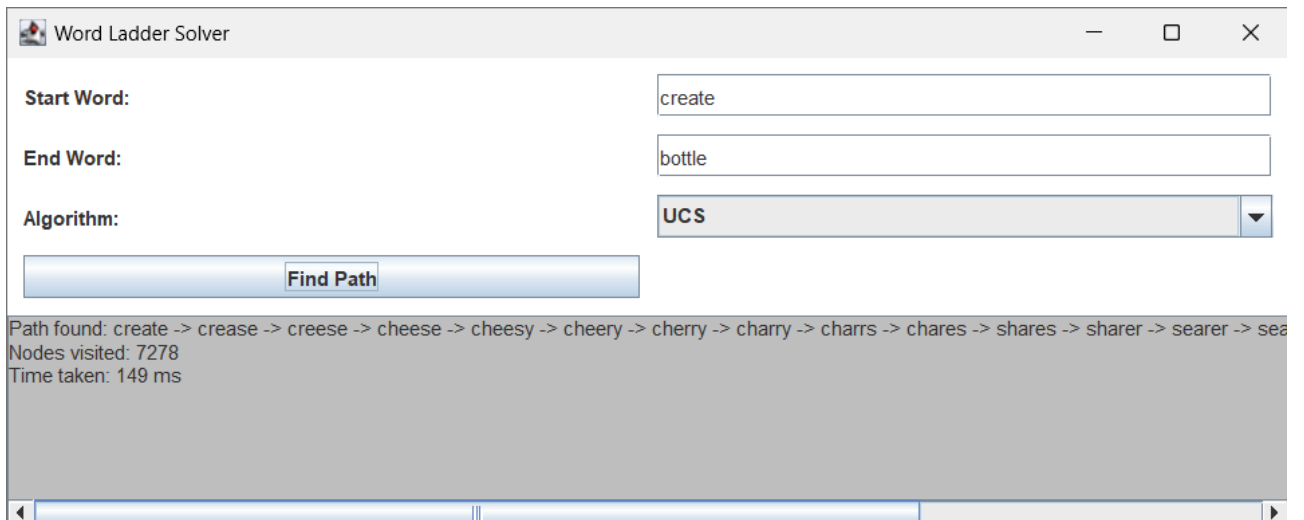 Word Ladder Solver
Start Word: create
End Word: bottle
Algorithm: UCS
Find Path
Path found: create -> crease -> creese -> cheese -> cheesy -> cheery -> cherry -> charry -> charrs -> chares -> shares -> sharer -> searer -> sea
Nodes visited: 7278
Time taken: 149 ms